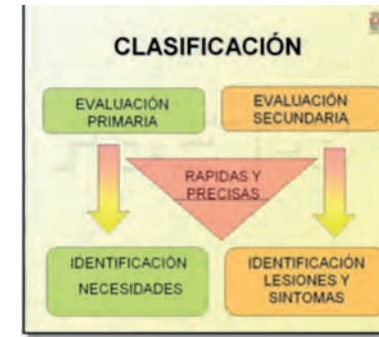 CLASIFICACIÓN
EVALUACIÓN
PRIMARIA
EVALUACIÓN
SECUNDARIA
RAPIDAS Y
PRECISAS
IDENTIFICACIÓN
NECESIDADES
IDENTIFICACIÓN
LESIONES Y
SINTOMAS